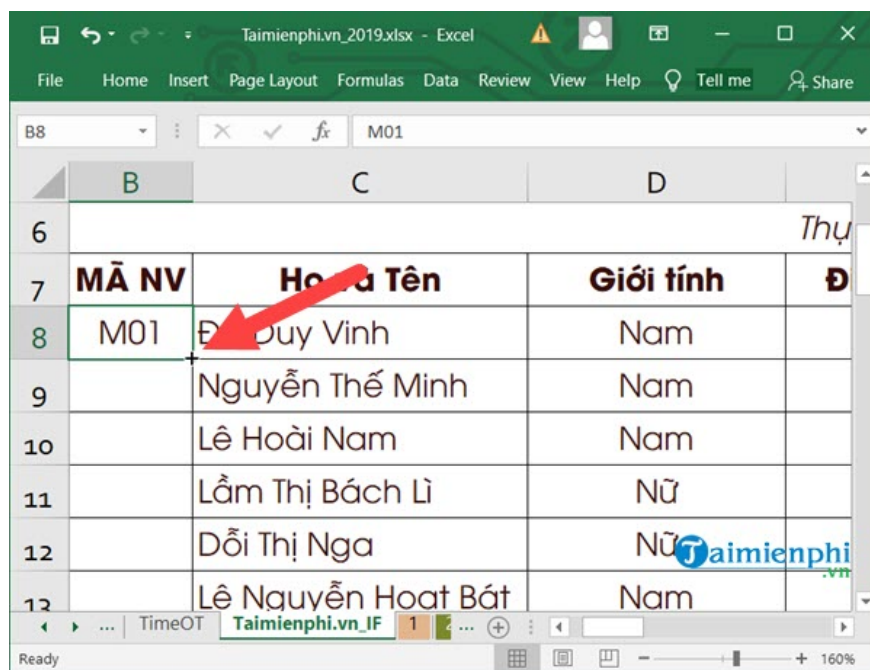 Taimienphi.vn_2019.xlsx - Excel
File Home Insert Page Layout Formulas Data Review View Help Tell me Share
B8 fx M01
B C D
6 Thụ
7 MÃ NV Họ Tên Giới tính Đ
8 M01 Duy Vinh Nam
9 Nguyễn Thế Minh Nam
10 Lê Hoài Nam Nam
11 Lầm Thị Bách Lì Nữ
12 Dỗi Thị Nga Nữ
Taimienphi
.vn
13 Lê Nguyễn Hoạt Bát Nam
... TimeOT Taimienphi.vn_IF 1 2 ...
Ready 160%